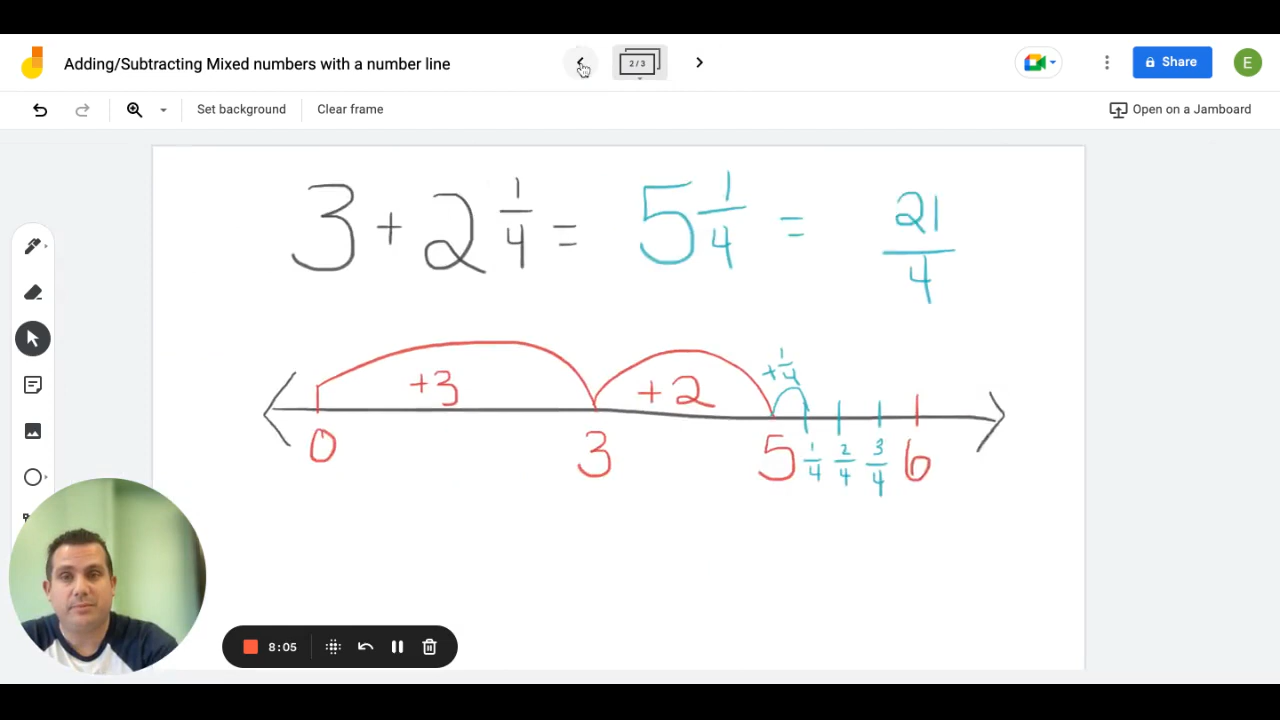 Adding/Subtracting Mixed numbers with a number line
2 / 3
Share
E
Set background
Clear frame
Open on a Jamboard
3 + 2 1/4 = 5 1/4 = 21/4
+3
+2
+ 1/4
0
3
5
1/4
2/4
3/4
6
8:05